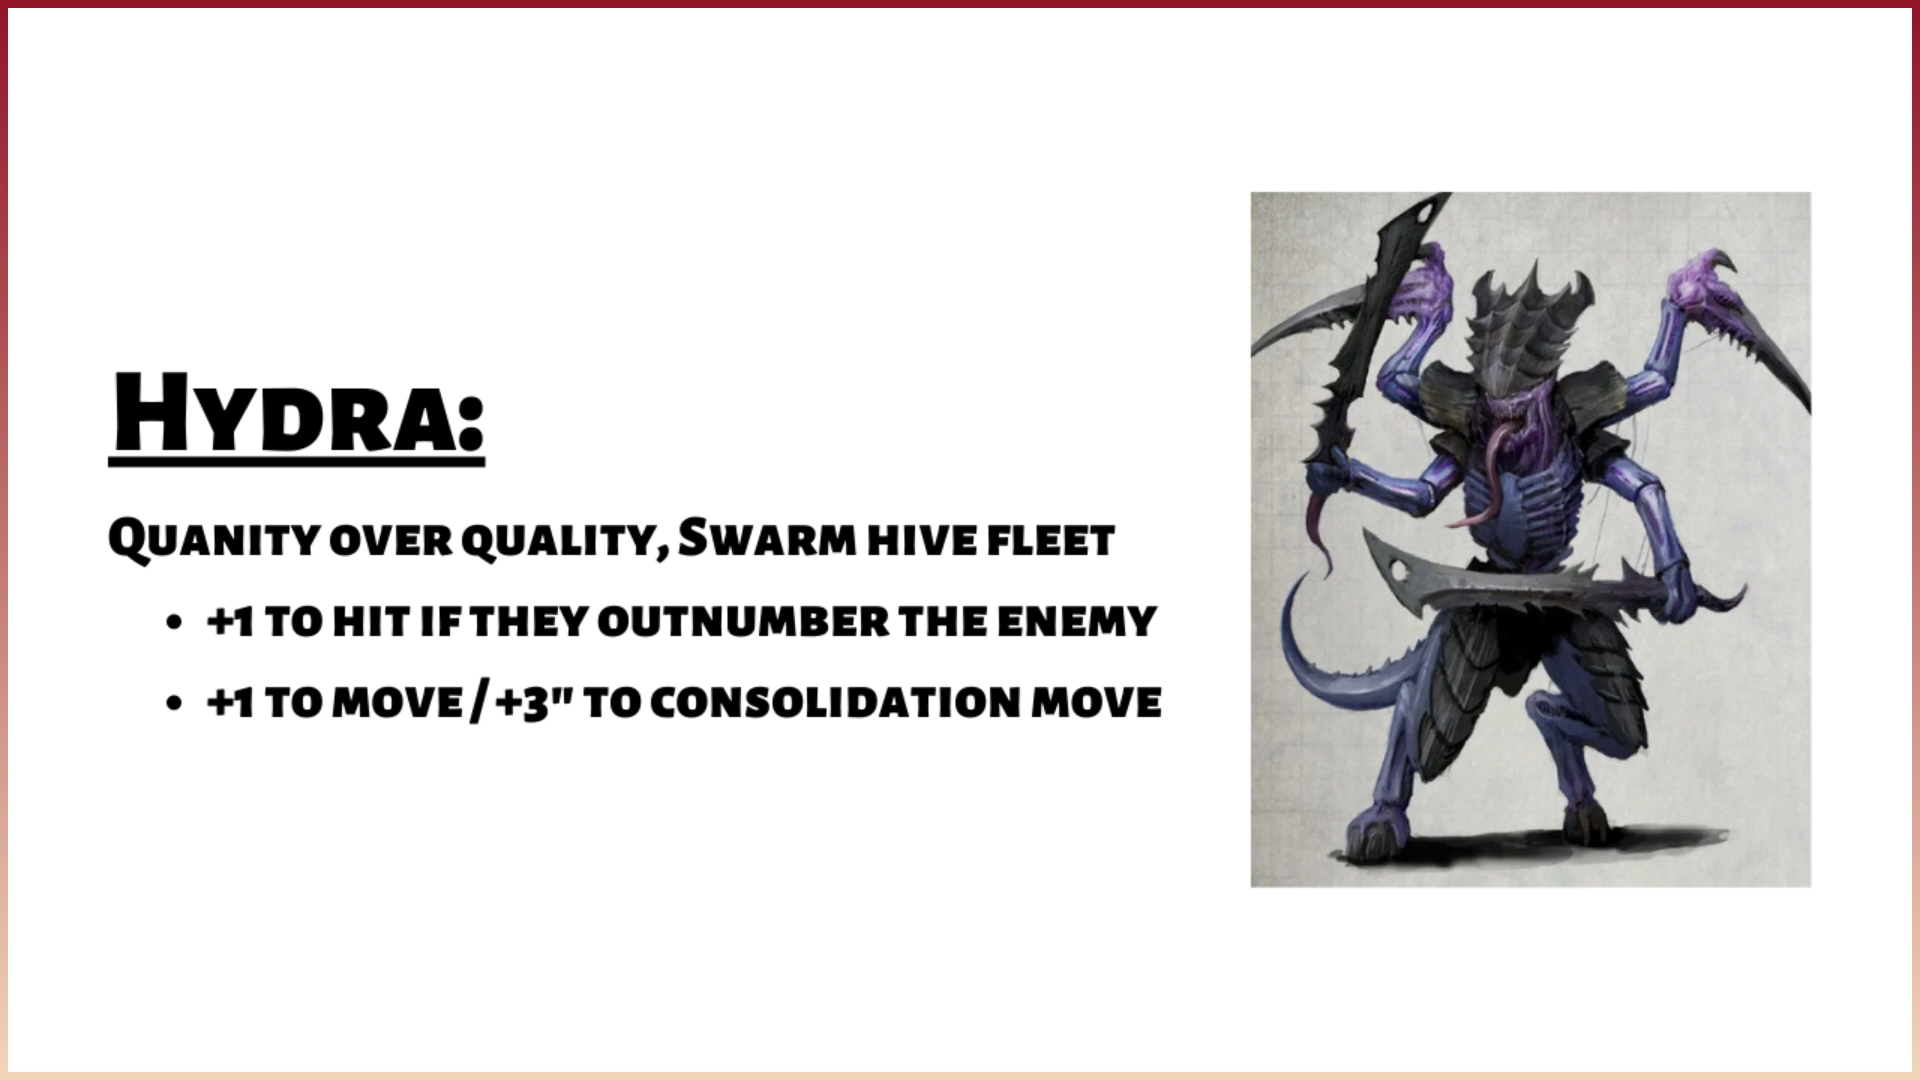 Hydra:
Quanity over quality, Swarm hive fleet
• +1 to hit if they outnumber the enemy
• +1 to move / +3" to consolidation move